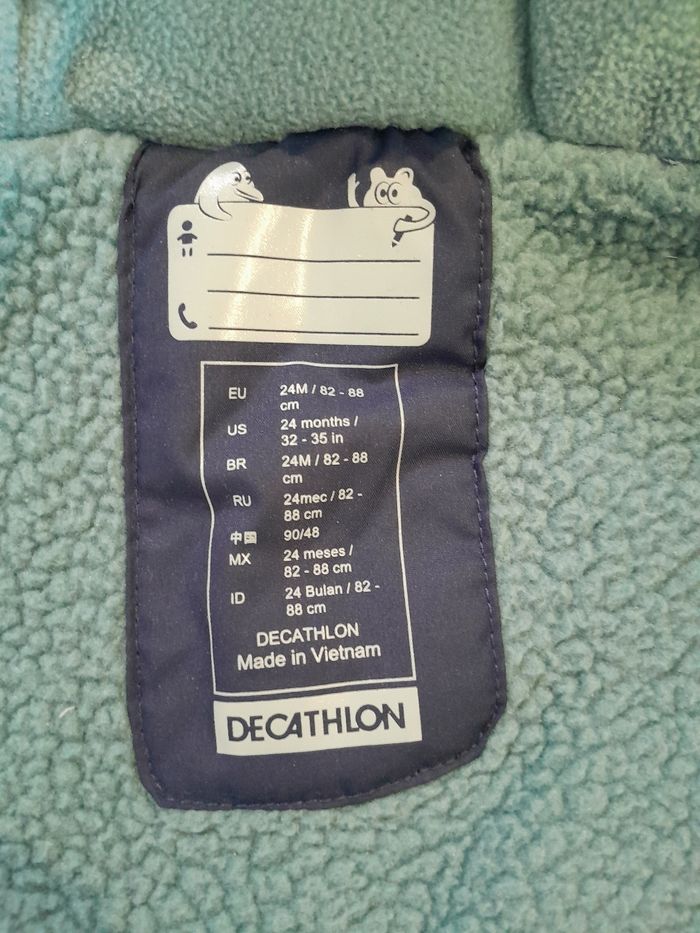 EU 24M / 82 - 88
cm
US 24 months /
32 - 35 in
BR 24M / 82 - 88
cm
RU 24мес / 82 -
88 cm
中国 90/48
MX 24 meses /
82 - 88 cm
ID 24 Bulan / 82 -
88 cm
DECATHLON
Made in Vietnam
DECATHLON